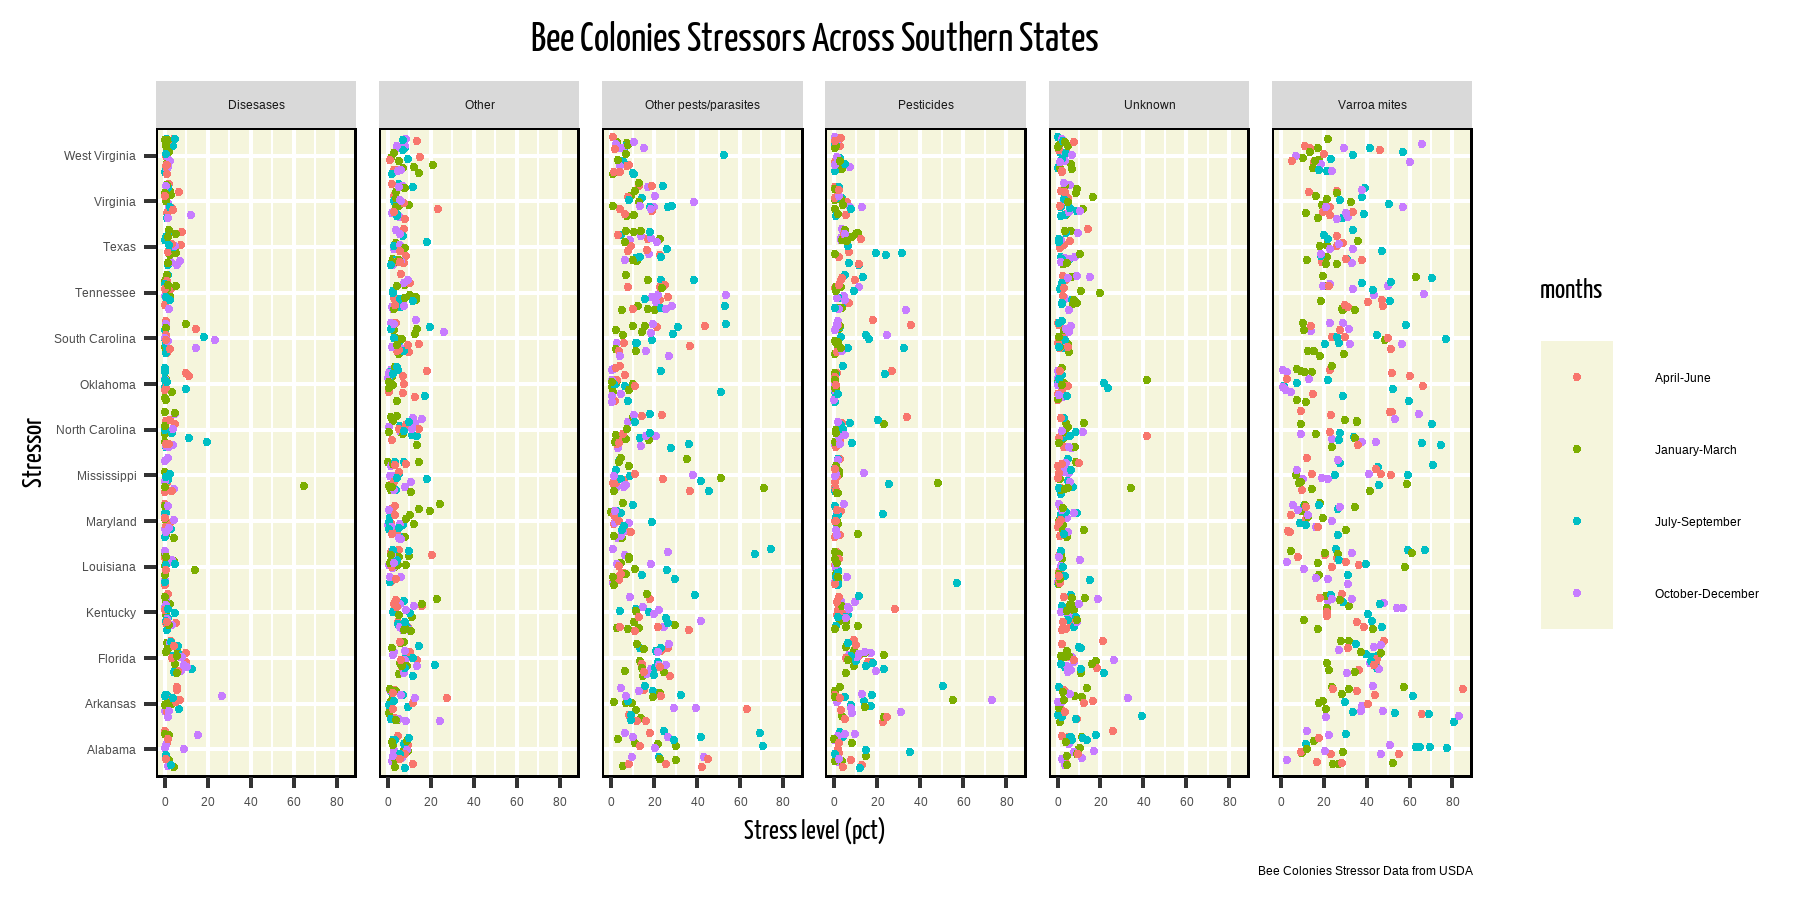 Bee Colonies Stressors Across Southern States
Disesases
Other
Other pests/parasites
Pesticides
Unknown
Varroa mites
Stressor
West Virginia
Virginia
Texas
Tennessee
South Carolina
Oklahoma
North Carolina
Mississippi
Maryland
Louisiana
Kentucky
Florida
Arkansas
Alabama
0 20 40 60 80
0 20 40 60 80
0 20 40 60 80
0 20 40 60 80
0 20 40 60 80
0 20 40 60 80
Stress level (pct)
months
April-June
January-March
July-September
October-December
Bee Colonies Stressor Data from USDA